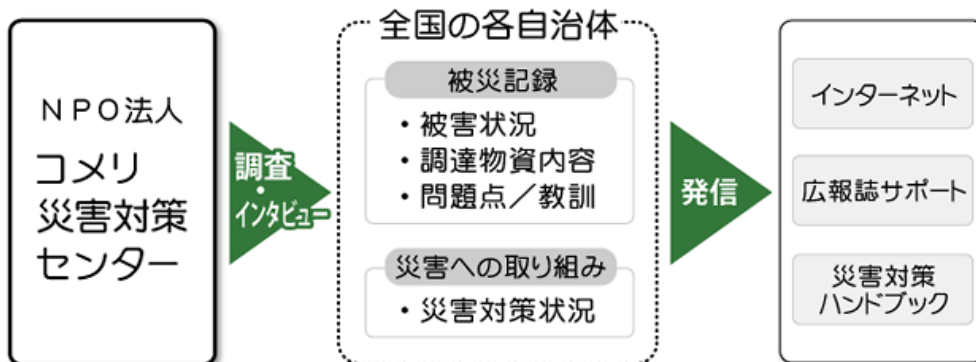 NPO法人
コメリ
災害対策
センター
調査
・
インタビュー
全国の各自治体
被災記録
・被害状況
・調達物資内容
・問題点／教訓
災害への取り組み
・災害対策状況
発信
インターネット
広報誌サポート
災害対策
ハンドブック